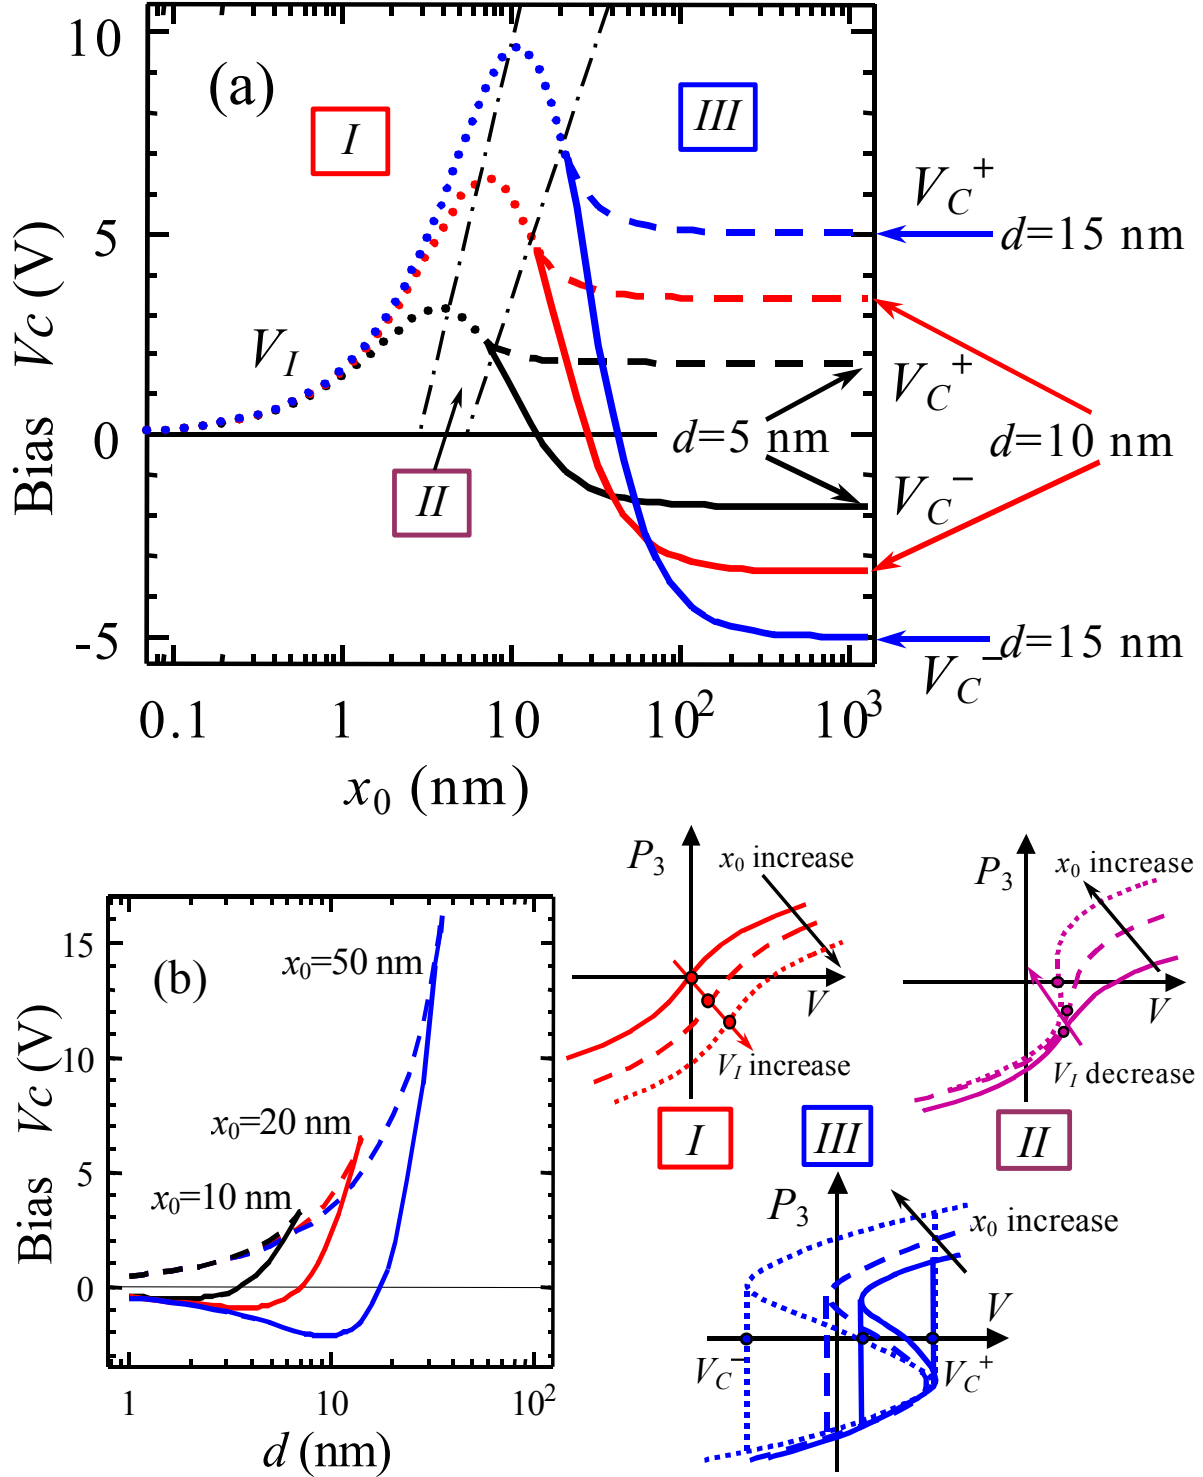 (a)
Bias Vc (V)
10
5
0
-5
I
III
II
V_I
V_C^+
d=15 nm
V_C^+
d=5 nm
d=10 nm
V_C^-
d=15 nm
V_C^-
0.1 1 10 10^2 10^3
x_0 (nm)
(b)
Bias Vc (V)
15
10
5
0
x_0=50 nm
x_0=20 nm
x_0=10 nm
1 10 10^2
d (nm)
P_3
x_0 increase
V
V_I increase
I
P_3
x_0 increase
V
V_I decrease
II
III
P_3
x_0 increase
V
V_C^-
V_C^+